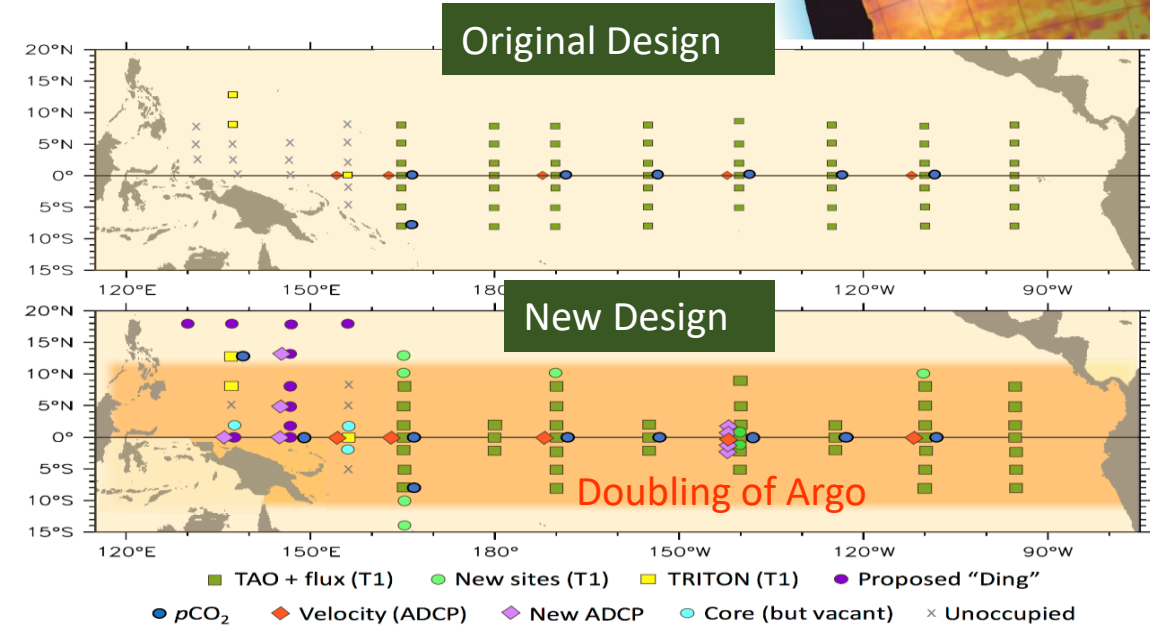 Original Design
20°N
15°N
10°N
5°N
0°
5°S
10°S
15°S
120°E 150°E 180° 120°W 90°W
New Design
20°N
15°N
10°N
5°N
0°
5°S
10°S
15°S
Doubling of Argo
120°E 150°E 180° 150°W 120°W 90°W
TAO + flux (T1) New sites (T1) TRITON (T1) Proposed “Ding”
pCO₂ Velocity (ADCP) New ADCP Core (but vacant) Unoccupied